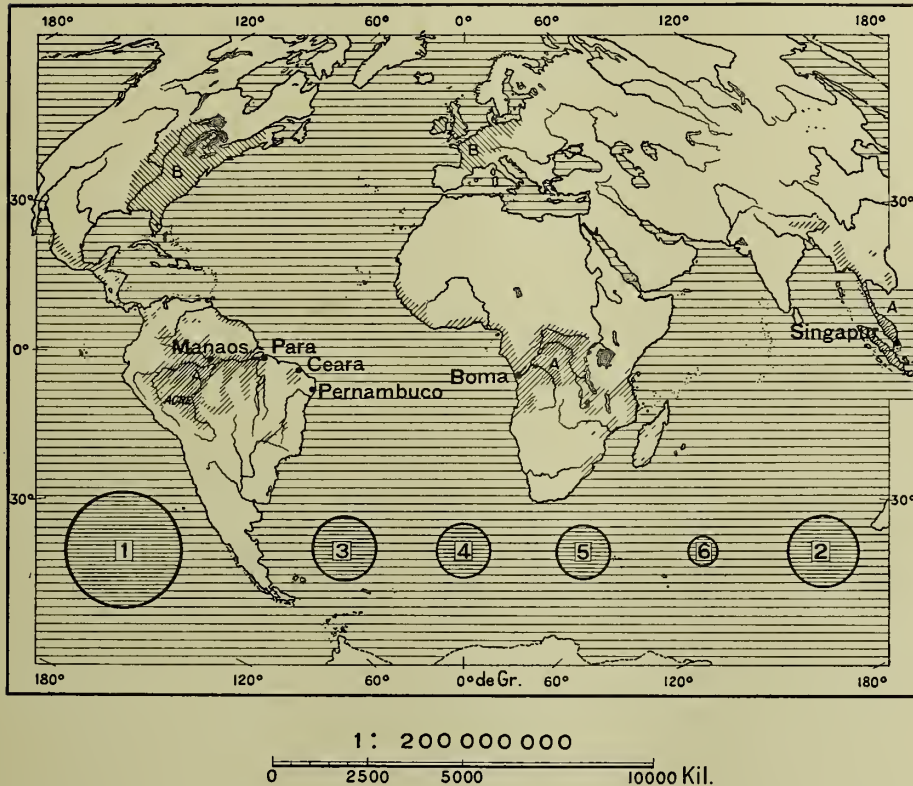 180° 120° 60° 0° 60° 120° 180°
B
B
30° 30°
A
Singapur
Manaos Para
0°
Ceara
Boma A
Pernambuco
ACRE
30° 30°
1 3 4 5 6 2
180° 120° 60° 0° de Gr. 60° 120° 180°
1: 200 000 000
0 2500 5000 10000 Kil.